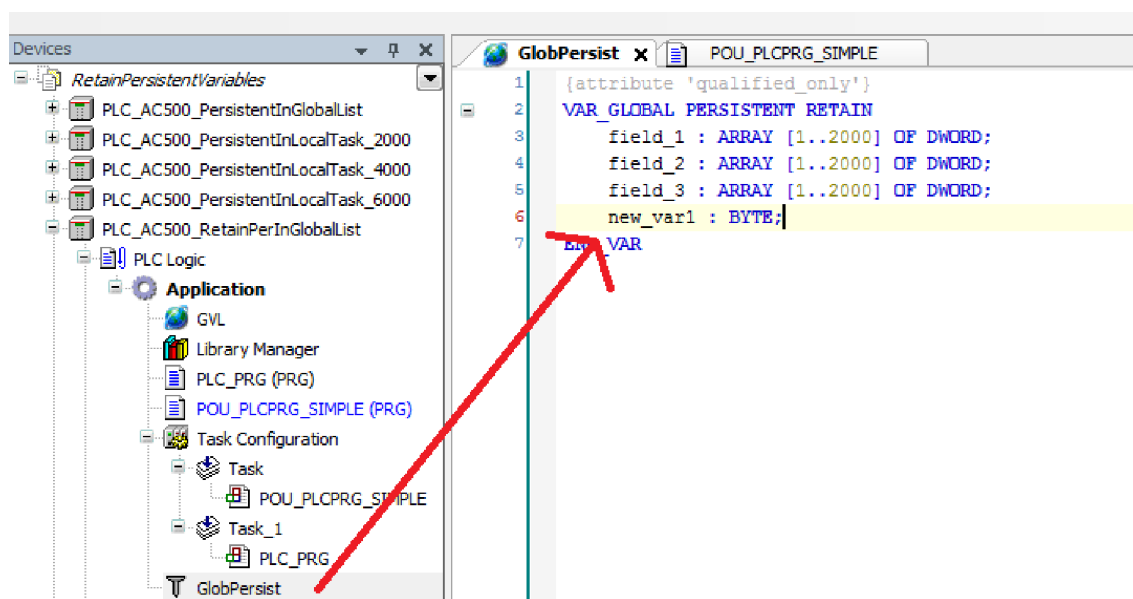 Devices
RetainPersistentVariables
PLC_AC500_PersistentInGlobalList
PLC_AC500_PersistentInLocalTask_2000
PLC_AC500_PersistentInLocalTask_4000
PLC_AC500_PersistentInLocalTask_6000
PLC_AC500_RetainPerInGlobalList
PLC Logic
Application
GVL
Library Manager
PLC_PRG (PRG)
POU_PLCPRG_SIMPLE (PRG)
Task Configuration
Task
POU_PLCPRG_SIMPLE
Task_1
PLC_PRG
GlobPersist
GlobPersist POU_PLCPRG_SIMPLE
1 {attribute 'qualified_only'}
2 VAR_GLOBAL PERSISTENT RETAIN
3 field_1 : ARRAY [1..2000] OF DWORD;
4 field_2 : ARRAY [1..2000] OF DWORD;
5 field_3 : ARRAY [1..2000] OF DWORD;
6 new_var1 : BYTE;
7 END_VAR